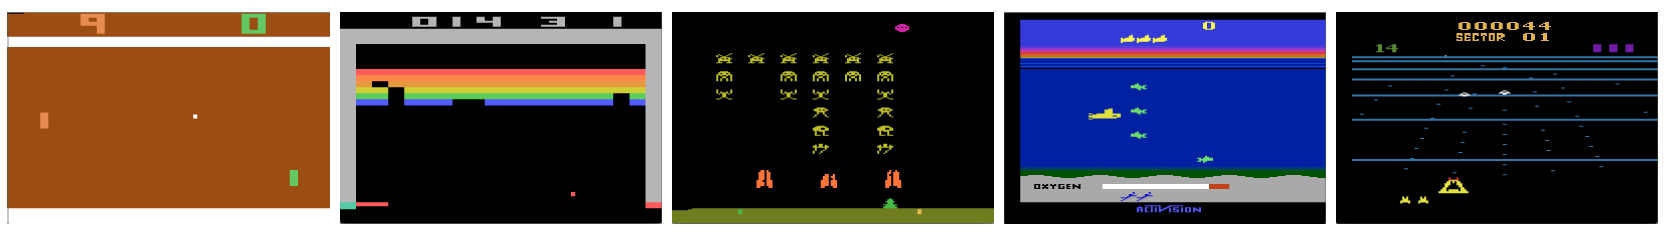 9 0
0143 1
0
OXYGEN
ACTIVISION
000044
SECTOR 01
14